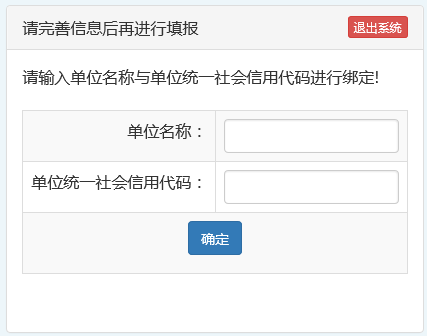 请完善信息后再进行填报 退出系统
请输入单位名称与单位统一社会信用代码进行绑定!
单位名称：
单位统一社会信用代码：
确定